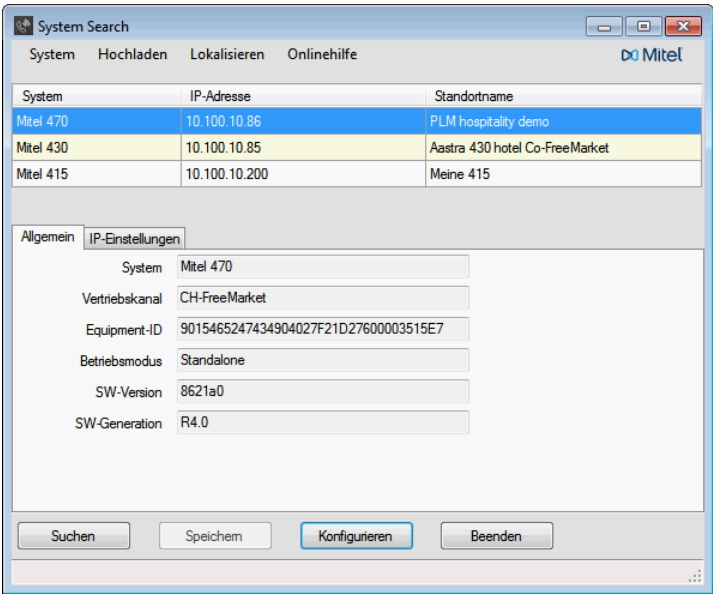 System Search
System Hochladen Lokalisieren Onlinehilfe Mitel
System IP-Adresse Standortname
Mitel 470 10.100.10.86 PLM hospitality demo
Mitel 430 10.100.10.85 Aastra 430 hotel Co-FreeMarket
Mitel 415 10.100.10.200 Meine 415
Allgemein IP-Einstellungen
System Mitel 470
Vertriebskanal CH-FreeMarket
Equipment-ID 9015465247434904027F21D27600003515E7
Betriebsmodus Standalone
SW-Version 8621a0
SW-Generation R4.0
Suchen Speichern Konfigurieren Beenden